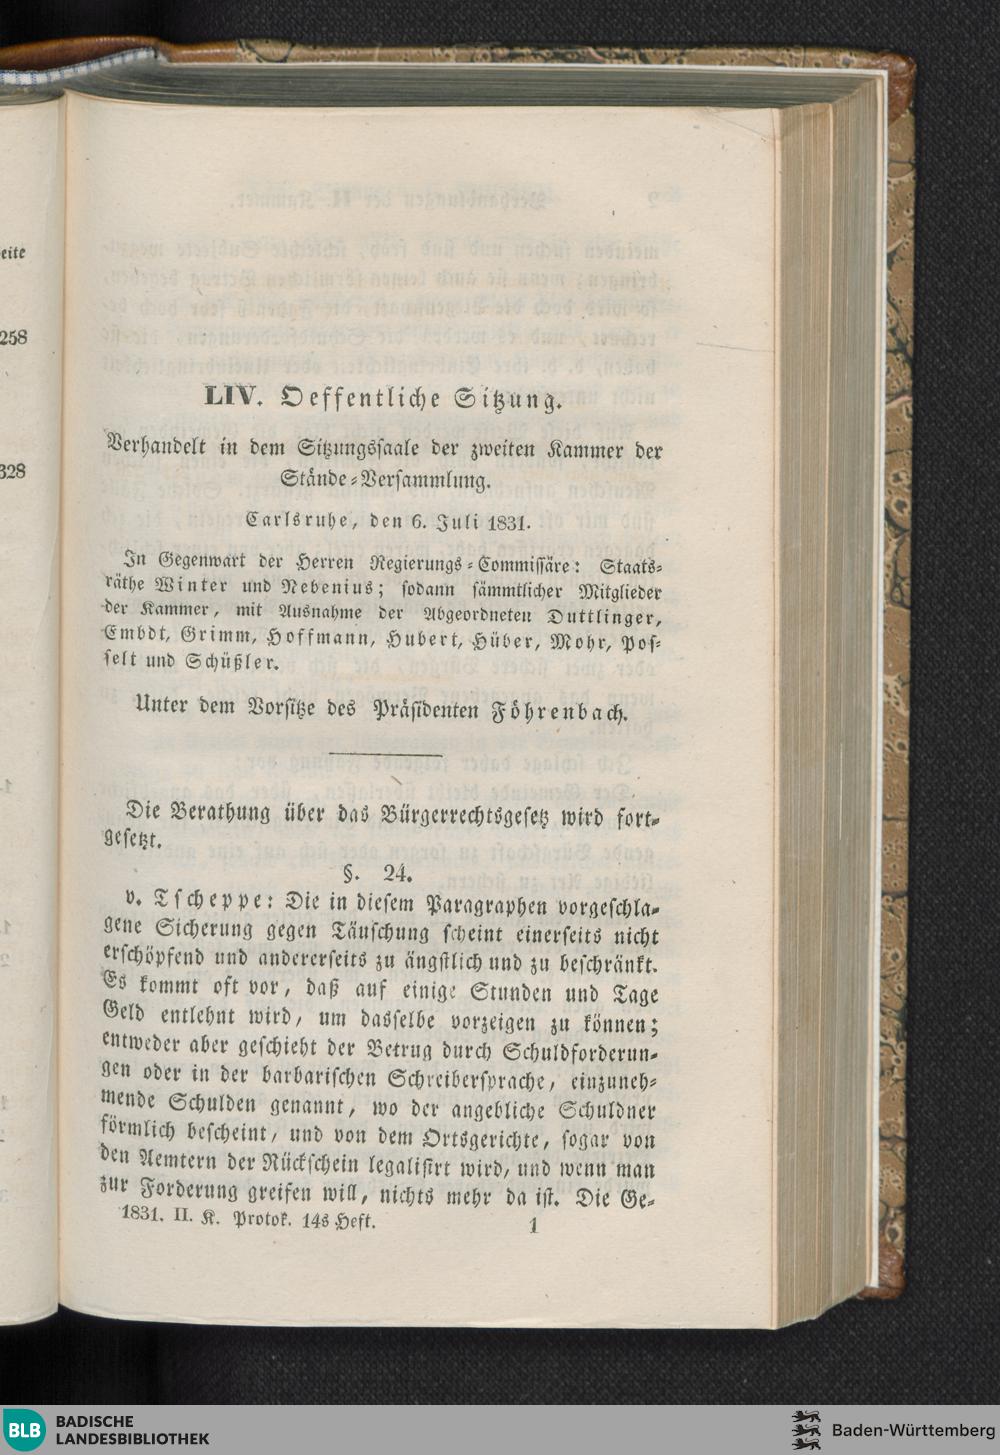 eite
258
328
LIV. Oeffentliche Sitzung.
Verhandelt in dem Sitzungssaale der zweiten Kammer der
Stände-Versammlung.
Carlsruhe, den 6. Juli 1831.
In Gegenwart der Herren Regierungs-Commissäre: Staats-
räthe Winter und Nebenius; sodann sämmtlicher Mitglieder
der Kammer, mit Ausnahme der Abgeordneten Duttlinger,
Embdt, Grimm, Hoffmann, Hubert, Hüber, Mohr, Pos-
selt und Schüßler.
Unter dem Vorsitze des Präsidenten Föhrenbach.
Die Berathung über das Bürgerrechtsgesetz wird fort-
gesetzt.
§. 24.
v. Tscheppe: Die in diesem Paragraphen vorgeschla-
gene Sicherung gegen Täuschung scheint einerseits nicht
erschöpfend und andererseits zu ängstlich und zu beschränkt.
Es kommt oft vor, daß auf einige Stunden und Tage
Geld entlehnt wird, um dasselbe vorzeigen zu können;
entweder aber geschieht der Betrug durch Schuldforderun-
gen oder in der barbarischen Schreibersprache, einzuneh-
mende Schulden genannt, wo der angebliche Schuldner
förmlich bescheint, und von dem Ortsgerichte, sogar von
den Aemtern der Rückschein legalisirt wird, und wenn man
zur Forderung greifen will, nichts mehr da ist. Die Ge-
1831. II. K. Protok. 14s Heft. 1
BLB BADISCHE
LANDESBIBLIOTHEK
Baden-Württemberg